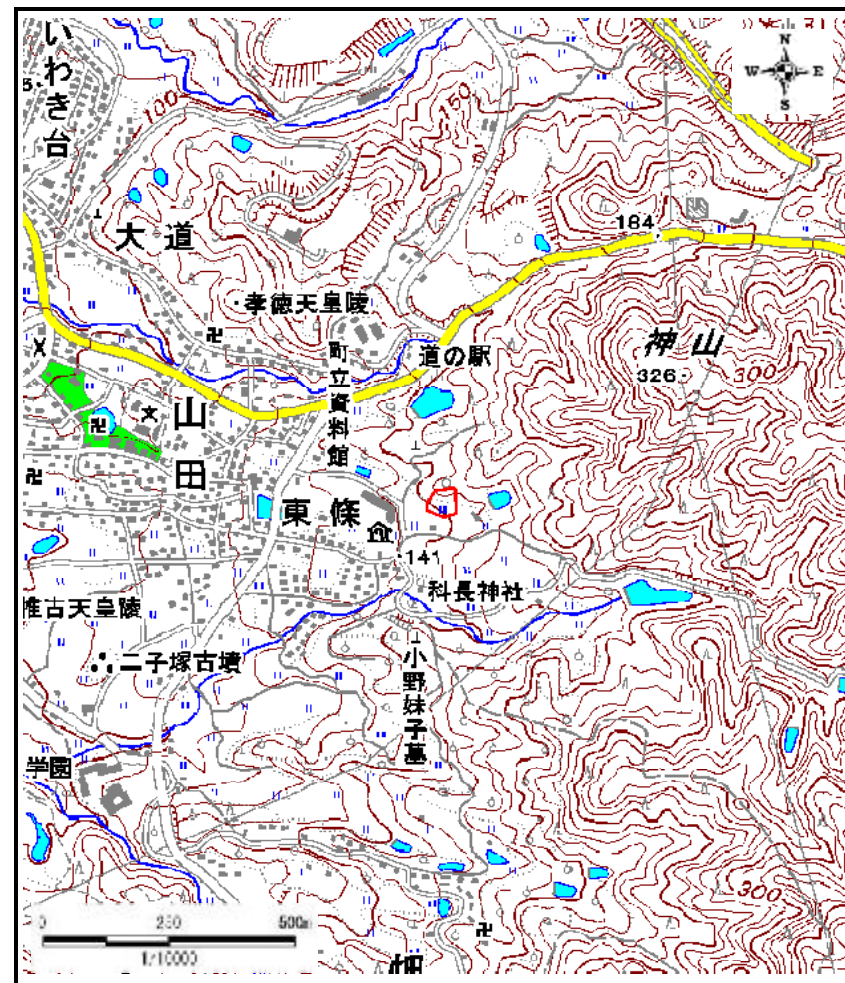 いわき台
N
W E
S
100
150
大道
184
孝徳天皇陵
神山
326
300
道の駅
町立資料館
山田
東條
141
科長神社
推古天皇陵
二子塚古墳
小野妹子墓
学園
300
0 250 500m
1/10000
畑